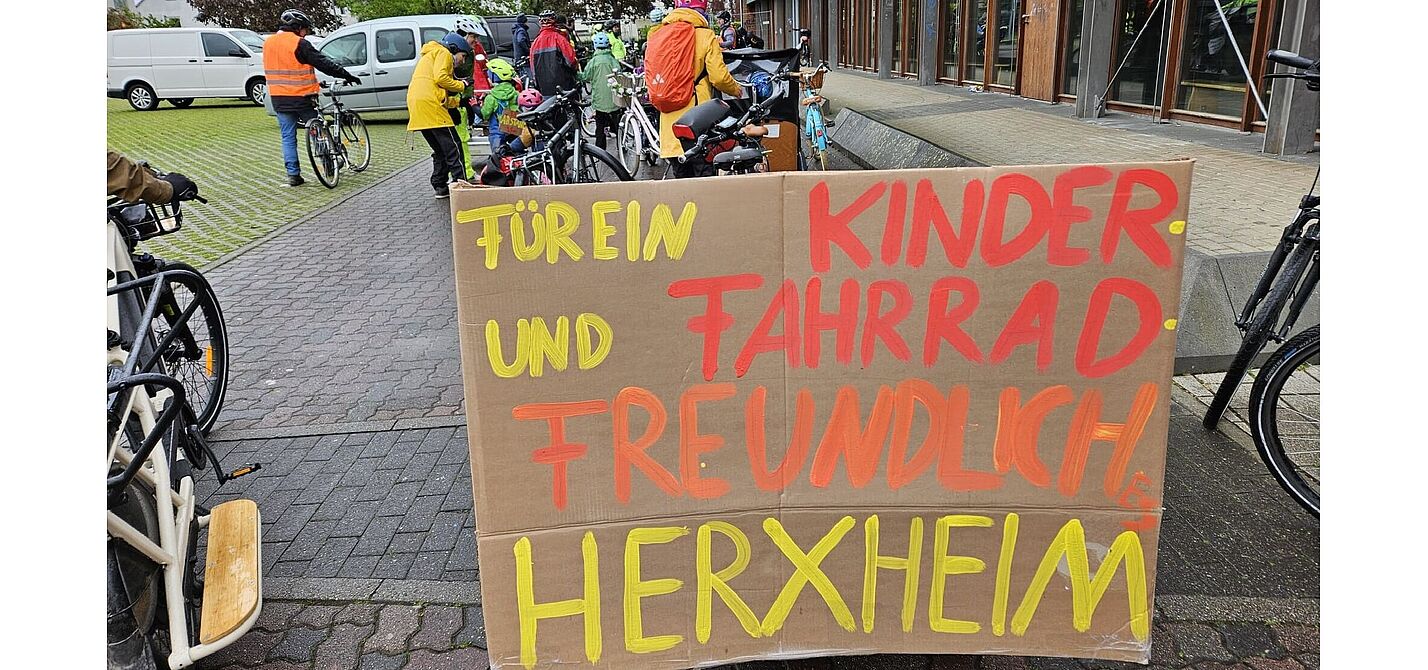 FÜR EIN KINDER
UND FAHRRAD
FREUNDLICHES
HERXHEIM